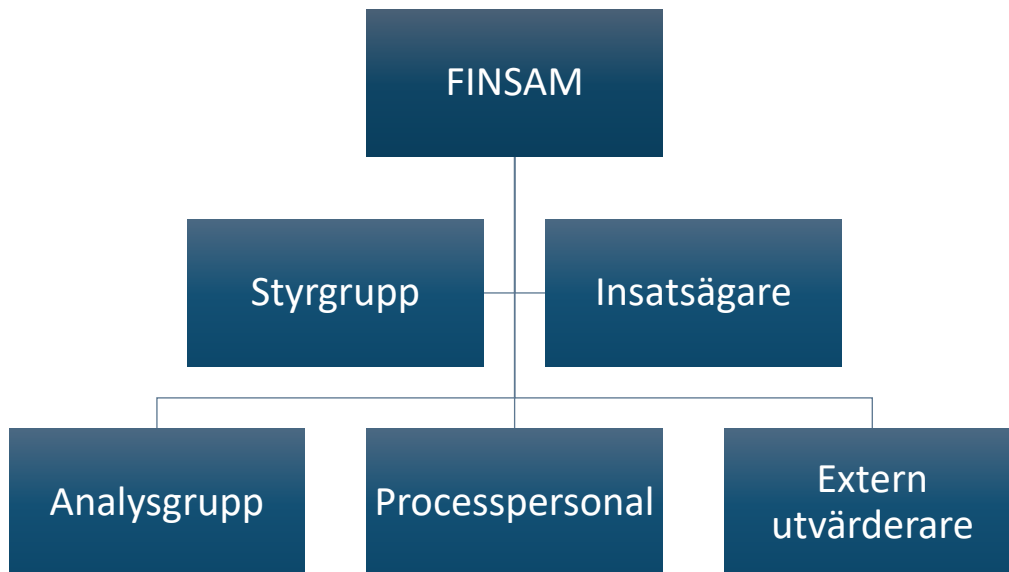 FINSAM
Styrgrupp
Insatsägare
Analysgrupp
Processpersonal
Extern
utvärderare